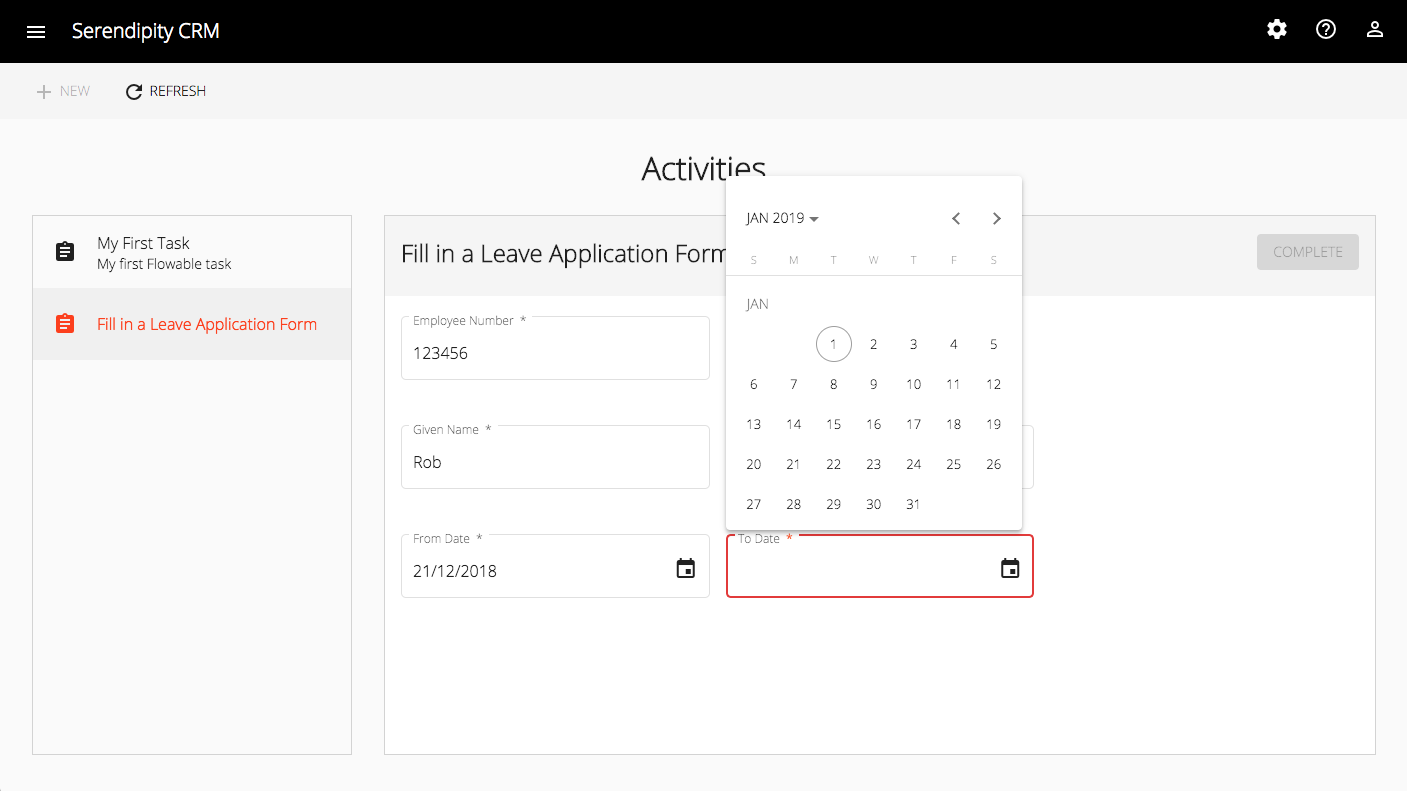 Serendipity CRM
NEW
REFRESH
Activities
My First Task
My first Flowable task
Fill in a Leave Application Form
Fill in a Leave Application Form
COMPLETE
Employee Number *
123456
Given Name *
Rob
From Date *
21/12/2018
JAN 2019
S M T W T F S
JAN
1 2 3 4 5
6 7 8 9 10 11 12
13 14 15 16 17 18 19
20 21 22 23 24 25 26
27 28 29 30 31
To Date *